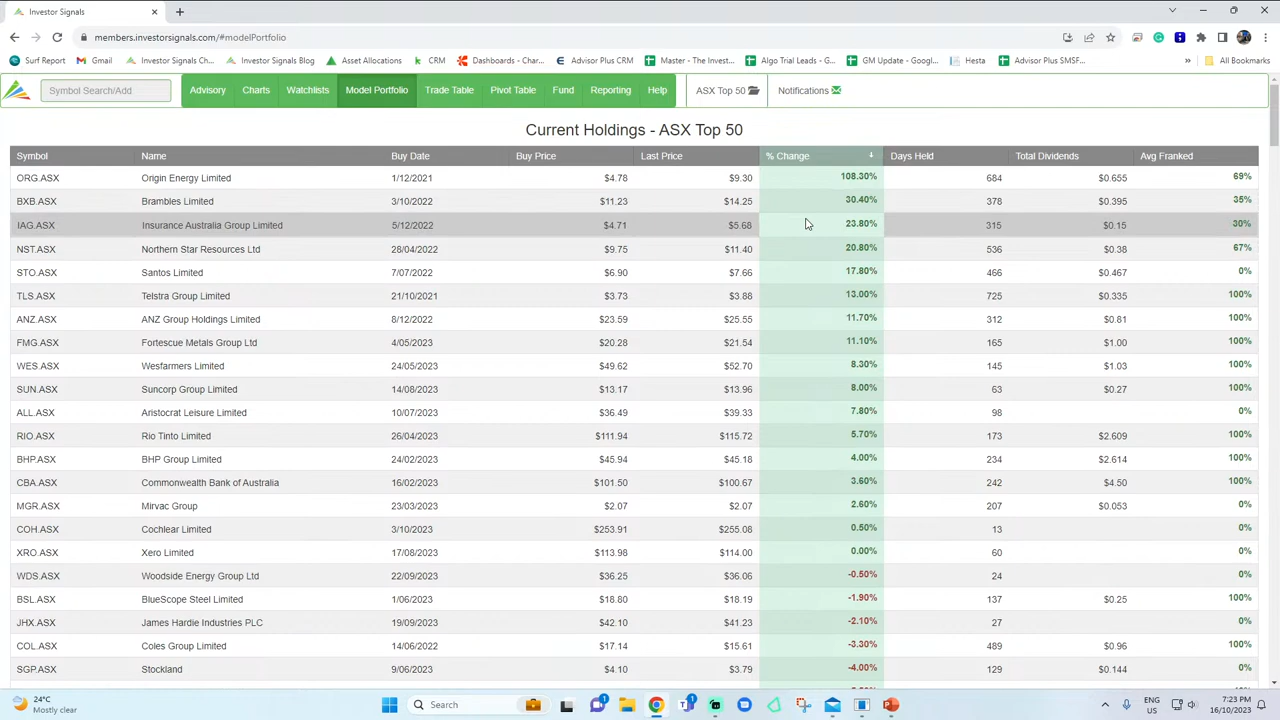 Investor Signals
members.investorsignals.com/#modelPortfolio
Surf Report Gmail Investor Signals Ch... Investor Signals Blog Asset Allocations CRM Dashboards - Char... Advisor Plus CRM Master - The Invest... Algo Trial Leads - G... GM Update - Googl... Hesta Advisor Plus SMSF... » All Bookmarks
Symbol Search/Add Advisory Charts Watchlists Model Portfolio Trade Table Pivot Table Fund Reporting Help ASX Top 50 Notifications
Current Holdings - ASX Top 50
Symbol Name Buy Date Buy Price Last Price % Change Days Held Total Dividends Avg Franked
ORG.ASX Origin Energy Limited 1/12/2021 $4.78 $9.30 108.30% 684 $0.655 69%
BXB.ASX Brambles Limited 3/10/2022 $11.23 $14.25 30.40% 378 $0.395 35%
IAG.ASX Insurance Australia Group Limited 5/12/2022 $4.71 $5.68 23.80% 315 $0.15 30%
NST.ASX Northern Star Resources Ltd 28/04/2022 $9.75 $11.40 20.80% 536 $0.38 67%
STO.ASX Santos Limited 7/07/2022 $6.90 $7.66 17.80% 466 $0.467 0%
TLS.ASX Telstra Group Limited 21/10/2021 $3.73 $3.88 13.00% 725 $0.335 100%
ANZ.ASX ANZ Group Holdings Limited 8/12/2022 $23.59 $25.55 11.70% 312 $0.81 100%
FMG.ASX Fortescue Metals Group Ltd 4/05/2023 $20.28 $21.54 11.10% 165 $1.00 100%
WES.ASX Wesfarmers Limited 24/05/2023 $49.62 $52.70 8.30% 145 $1.03 100%
SUN.ASX Suncorp Group Limited 14/08/2023 $13.17 $13.96 8.00% 63 $0.27 100%
ALL.ASX Aristocrat Leisure Limited 10/07/2023 $36.49 $39.33 7.80% 98 0%
RIO.ASX Rio Tinto Limited 26/04/2023 $111.94 $115.72 5.70% 173 $2.609 100%
BHP.ASX BHP Group Limited 24/02/2023 $45.94 $45.18 4.00% 234 $2.614 100%
CBA.ASX Commonwealth Bank of Australia 16/02/2023 $101.50 $100.67 3.60% 242 $4.50 100%
MGR.ASX Mirvac Group 23/03/2023 $2.07 $2.07 2.60% 207 $0.053 0%
COH.ASX Cochlear Limited 3/10/2023 $253.91 $255.08 0.50% 13 0%
XRO.ASX Xero Limited 17/08/2023 $113.98 $114.00 0.00% 60 0%
WDS.ASX Woodside Energy Group Ltd 22/09/2023 $36.25 $36.06 -0.50% 24 0%
BSL.ASX BlueScope Steel Limited 1/06/2023 $18.80 $18.19 -1.90% 137 $0.25 100%
JHX.ASX James Hardie Industries PLC 19/09/2023 $42.10 $41.23 -2.10% 27 0%
COL.ASX Coles Group Limited 14/06/2022 $17.14 $15.61 -3.30% 489 $0.96 100%
SGP.ASX Stockland 9/06/2023 $4.10 $3.79 -4.00% 129 $0.144 0%
24°C
Mostly clear
Search
ENG
US
7:23 PM
16/10/2023